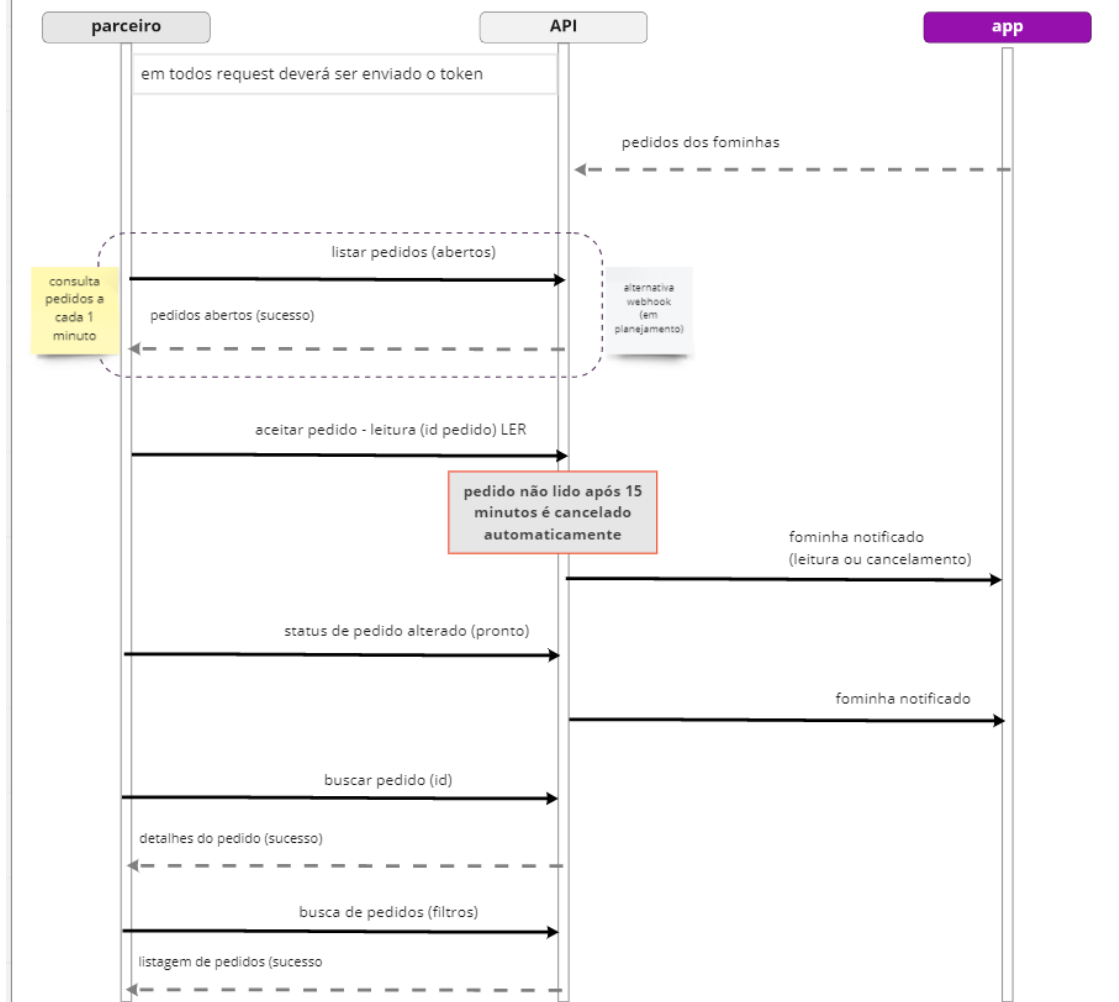 parceiro
API
app
em todos request deverá ser enviado o token
pedidos dos fominhas
listar pedidos (abertos)
consulta
pedidos a
cada 1
minuto
alternativa
webhook
(em
planejamento)
pedidos abertos (sucesso)
aceitar pedido - leitura (id pedido) LER
pedido não lido após 15
minutos é cancelado
automaticamente
fominha notificado
(leitura ou cancelamento)
status de pedido alterado (pronto)
fominha notificado
buscar pedido (id)
detalhes do pedido (sucesso)
busca de pedidos (filtros)
listagem de pedidos (sucesso